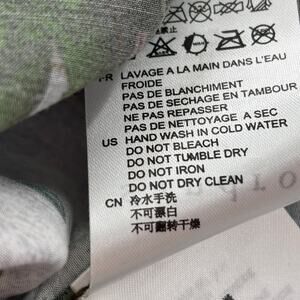 禁止
FR LAVAGE A LA MAIN DANS L'EAU
FROIDE
PAS DE BLANCHIMENT
PAS DE SECHAGE EN TAMBOUR
NE PAS REPASSER
PAS DE NETTOYAGE A SEC
US HAND WASH IN COLD WATER
DO NOT BLEACH
DO NOT TUMBLE DRY
DO NOT IRON
DO NOT DRY CLEAN
CN 冷水手洗
不可漂白
不可翻转干燥